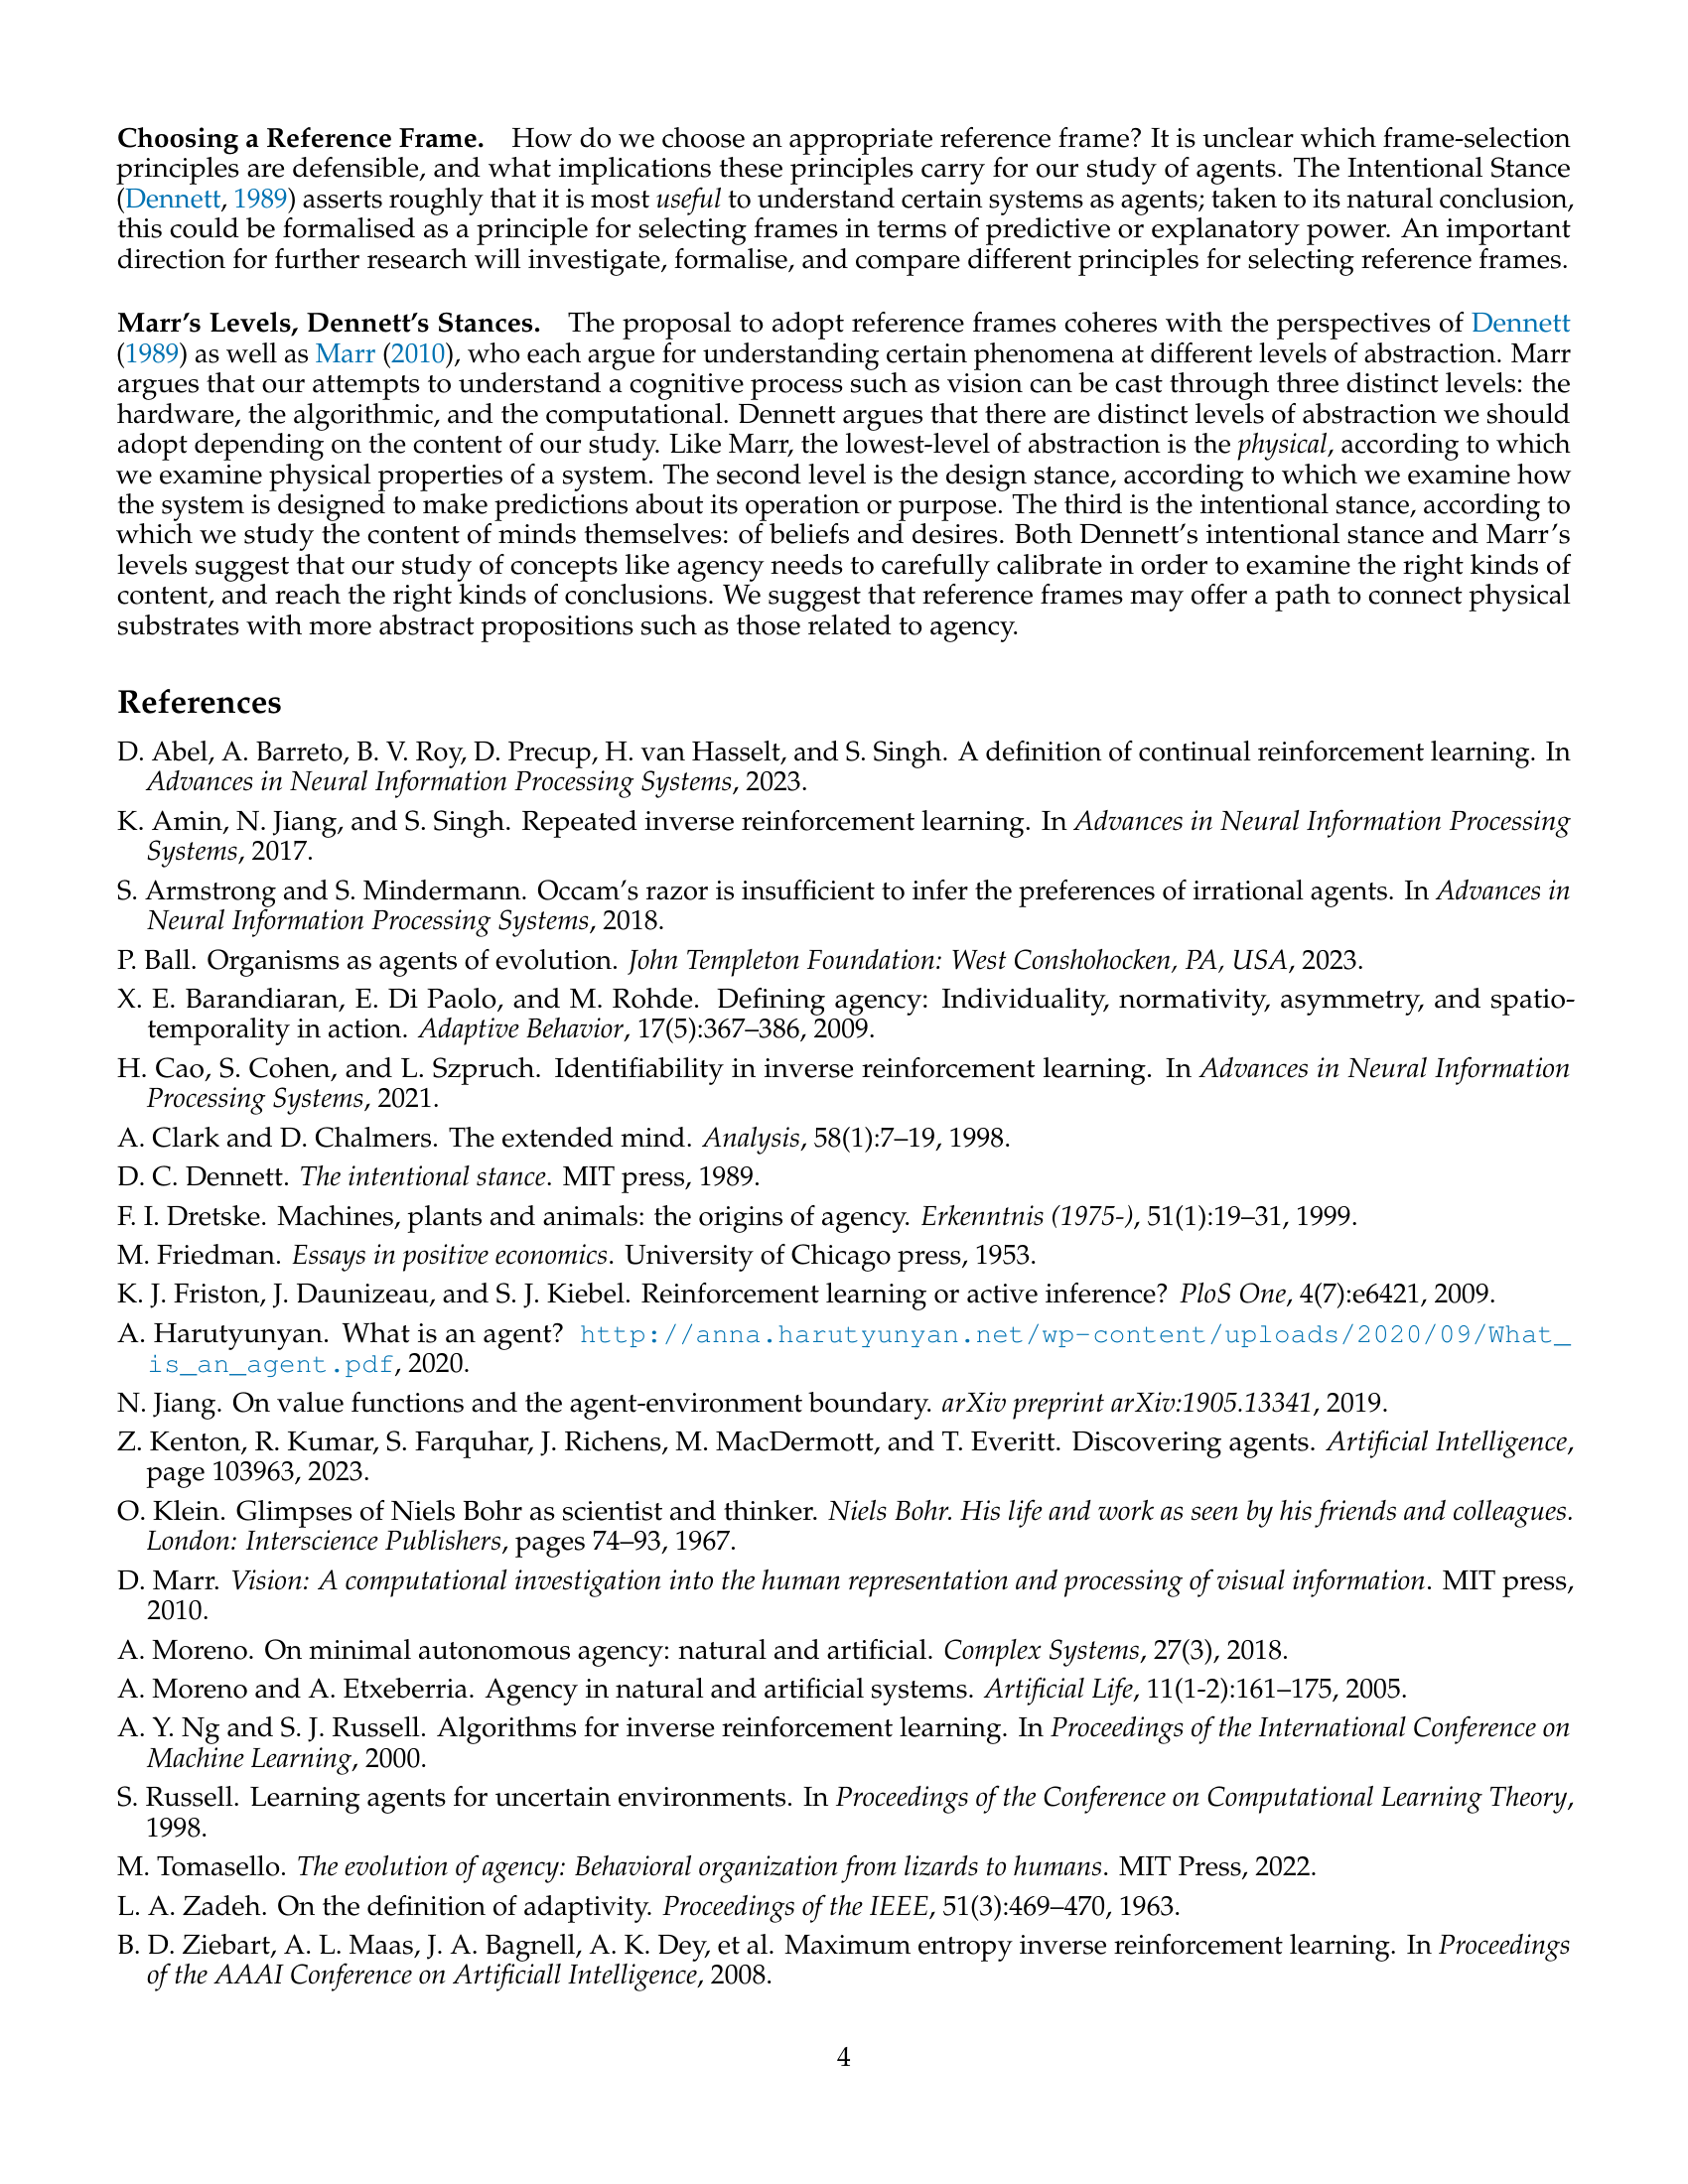 Choosing a Reference Frame. How do we choose an appropriate reference frame? It is unclear which frame-selection
principles are defensible, and what implications these principles carry for our study of agents. The Intentional Stance
(Dennett, 1989) asserts roughly that it is most useful to understand certain systems as agents; taken to its natural conclusion,
this could be formalised as a principle for selecting frames in terms of predictive or explanatory power. An important
direction for further research will investigate, formalise, and compare different principles for selecting reference frames.
Marr's Levels, Dennett's Stances. The proposal to adopt reference frames coheres with the perspectives of Dennett
(1989) as well as Marr (2010), who each argue for understanding certain phenomena at different levels of abstraction. Marr
argues that our attempts to understand a cognitive process such as vision can be cast through three distinct levels: the
hardware, the algorithmic, and the computational. Dennett argues that there are distinct levels of abstraction we should
adopt depending on the content of our study. Like Marr, the lowest-level of abstraction is the physical, according to which
we examine physical properties of a system. The second level is the design stance, according to which we examine how
the system is designed to make predictions about its operation or purpose. The third is the intentional stance, according to
which we study the content of minds themselves: of beliefs and desires. Both Dennett's intentional stance and Marr's
levels suggest that our study of concepts like agency needs to carefully calibrate in order to examine the right kinds of
content, and reach the right kinds of conclusions. We suggest that reference frames may offer a path to connect physical
substrates with more abstract propositions such as those related to agency.
References
D. Abel, A. Barreto, B. V. Roy, D. Precup, H. van Hasselt, and S. Singh. A definition of continual reinforcement learning. In
Advances in Neural Information Processing Systems, 2023.
K. Amin, N. Jiang, and S. Singh. Repeated inverse reinforcement learning. In Advances in Neural Information Processing
Systems, 2017.
S. Armstrong and S. Mindermann. Occam's razor is insufficient to infer the preferences of irrational agents. In Advances in
Neural Information Processing Systems, 2018.
P. Ball. Organisms as agents of evolution. John Templeton Foundation: West Conshohocken, PA, USA, 2023.
X. E. Barandiaran, E. Di Paolo, and M. Rohde. Defining agency: Individuality, normativity, asymmetry, and spatio-
temporality in action. Adaptive Behavior, 17(5):367–386, 2009.
H. Cao, S. Cohen, and L. Szpruch. Identifiability in inverse reinforcement learning. In Advances in Neural Information
Processing Systems, 2021.
A. Clark and D. Chalmers. The extended mind. Analysis, 58(1):7–19, 1998.
D. C. Dennett. The intentional stance. MIT press, 1989.
F. I. Dretske. Machines, plants and animals: the origins of agency. Erkenntnis (1975-), 51(1):19–31, 1999.
M. Friedman. Essays in positive economics. University of Chicago press, 1953.
K. J. Friston, J. Daunizeau, and S. J. Kiebel. Reinforcement learning or active inference? PloS One, 4(7):e6421, 2009.
A. Harutyunyan. What is an agent? http://anna.harutyunyan.net/wp-content/uploads/2020/09/What_
is_an_agent.pdf, 2020.
N. Jiang. On value functions and the agent-environment boundary. arXiv preprint arXiv:1905.13341, 2019.
Z. Kenton, R. Kumar, S. Farquhar, J. Richens, M. MacDermott, and T. Everitt. Discovering agents. Artificial Intelligence,
page 103963, 2023.
O. Klein. Glimpses of Niels Bohr as scientist and thinker. Niels Bohr. His life and work as seen by his friends and colleagues.
London: Interscience Publishers, pages 74–93, 1967.
D. Marr. Vision: A computational investigation into the human representation and processing of visual information. MIT press,
2010.
A. Moreno. On minimal autonomous agency: natural and artificial. Complex Systems, 27(3), 2018.
A. Moreno and A. Etxeberria. Agency in natural and artificial systems. Artificial Life, 11(1-2):161–175, 2005.
A. Y. Ng and S. J. Russell. Algorithms for inverse reinforcement learning. In Proceedings of the International Conference on
Machine Learning, 2000.
S. Russell. Learning agents for uncertain environments. In Proceedings of the Conference on Computational Learning Theory,
1998.
M. Tomasello. The evolution of agency: Behavioral organization from lizards to humans. MIT Press, 2022.
L. A. Zadeh. On the definition of adaptivity. Proceedings of the IEEE, 51(3):469–470, 1963.
B. D. Ziebart, A. L. Maas, J. A. Bagnell, A. K. Dey, et al. Maximum entropy inverse reinforcement learning. In Proceedings
of the AAAI Conference on Artificiall Intelligence, 2008.
4